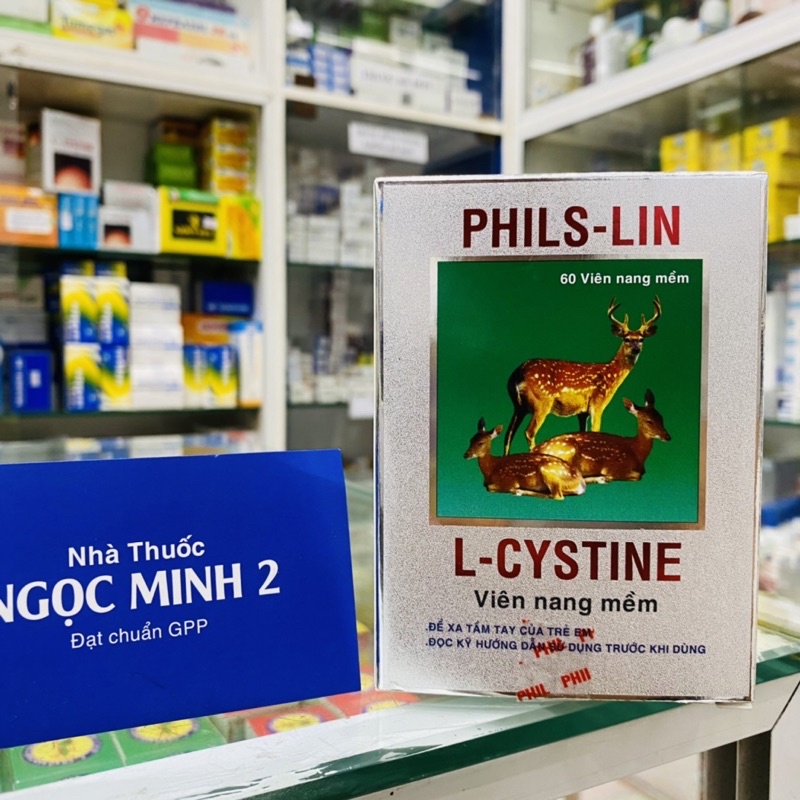 PHILS-LIN
60 Viên nang mềm
L-CYSTINE
Viên nang mềm
.ĐỂ XA TẦM TAY CỦA TRẺ EM
.ĐỌC KỸ HƯỚNG DẪN SỬ DỤNG TRƯỚC KHI DÙNG
PHIL
PHIL
Nhà Thuốc
NGỌC MINH 2
Đạt chuẩn GPP